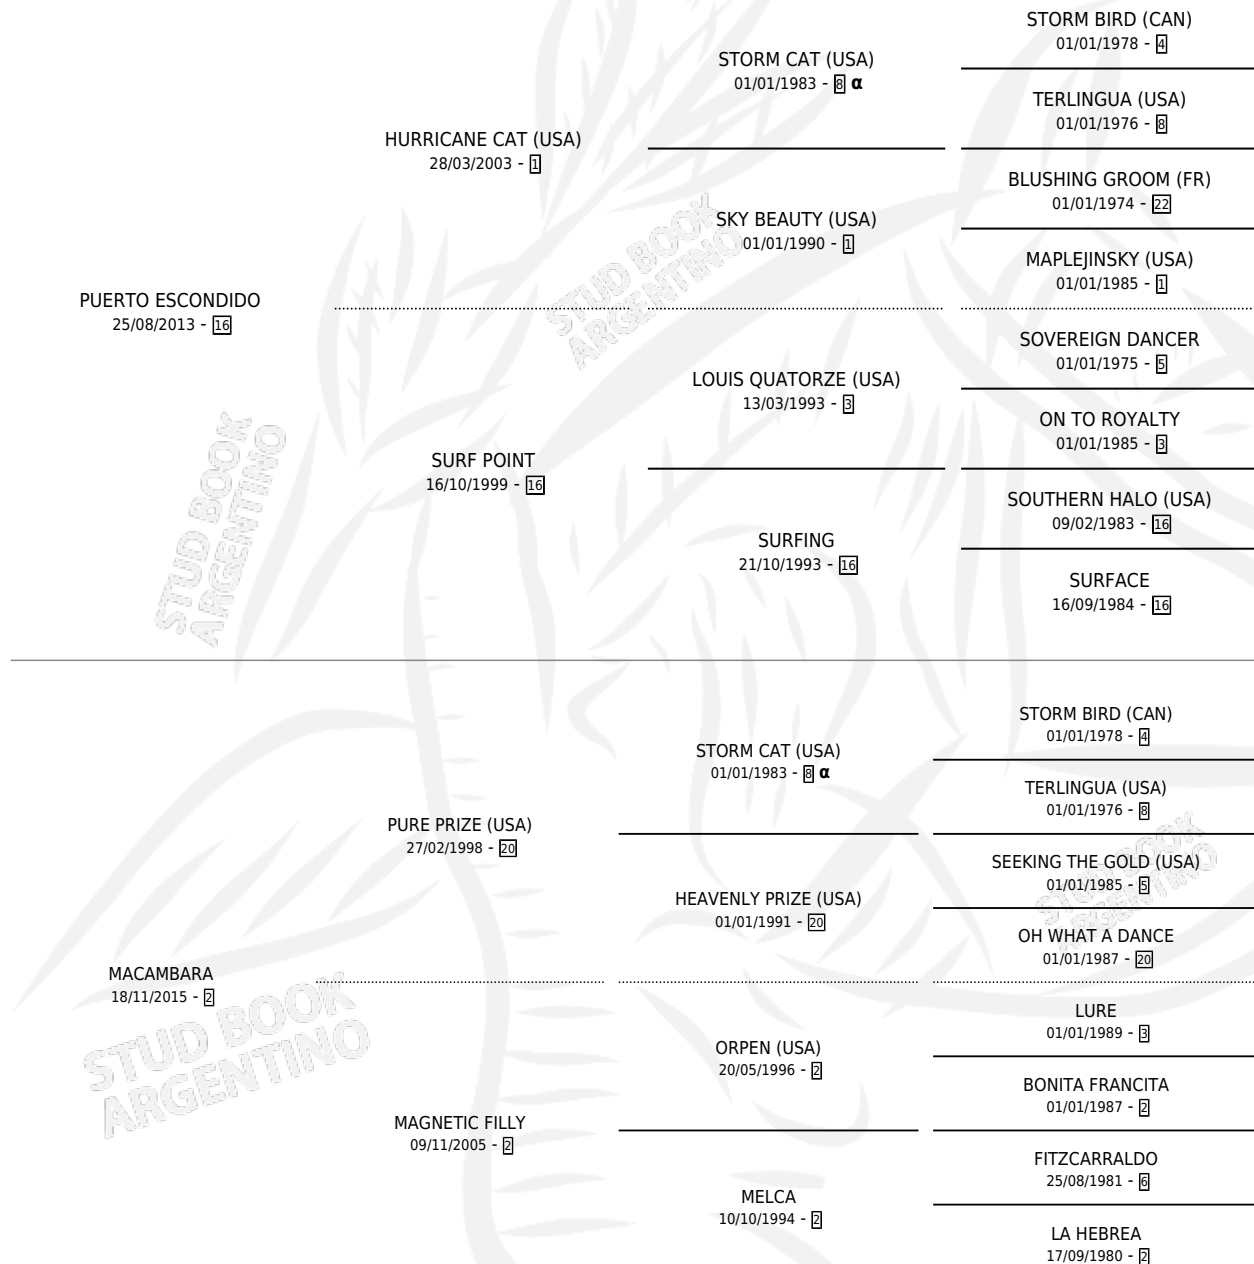 STORM BIRD (CAN)
01/01/1978 - 4
STORM CAT (USA)
01/01/1983 - 8 α
TERLINGUA (USA)
01/01/1976 - 8
HURRICANE CAT (USA)
28/03/2003 - 1
BLUSHING GROOM (FR)
01/01/1974 - 22
SKY BEAUTY (USA)
01/01/1990 - 1
MAPLEJINSKY (USA)
01/01/1985 - 1
PUERTO ESCONDIDO
25/08/2013 - 16
SOVEREIGN DANCER
01/01/1975 - 5
LOUIS QUATORZE (USA)
13/03/1993 - 3
ON TO ROYALTY
01/01/1985 - 3
SURF POINT
16/10/1999 - 16
SOUTHERN HALO (USA)
09/02/1983 - 16
SURFING
21/10/1993 - 16
SURFACE
16/09/1984 - 16
STUD BOOK
ARGENTINO
STUD BOOK
ARGENTINO
STORM BIRD (CAN)
01/01/1978 - 4
STORM CAT (USA)
01/01/1983 - 8 α
TERLINGUA (USA)
01/01/1976 - 8
PURE PRIZE (USA)
27/02/1998 - 20
SEEKING THE GOLD (USA)
01/01/1985 - 5
HEAVENLY PRIZE (USA)
01/01/1991 - 20
OH WHAT A DANCE
01/01/1987 - 20
MACAMBARA
18/11/2015 - 2
LURE
01/01/1989 - 3
ORPEN (USA)
20/05/1996 - 2
BONITA FRANCITA
01/01/1987 - 2
MAGNETIC FILLY
09/11/2005 - 2
FITZCARRALDO
25/08/1981 - 6
MELCA
10/10/1994 - 2
LA HEBREA
17/09/1980 - 2
STUD BOOK
ARGENTINO
STUD BOOK
ARGENTINO